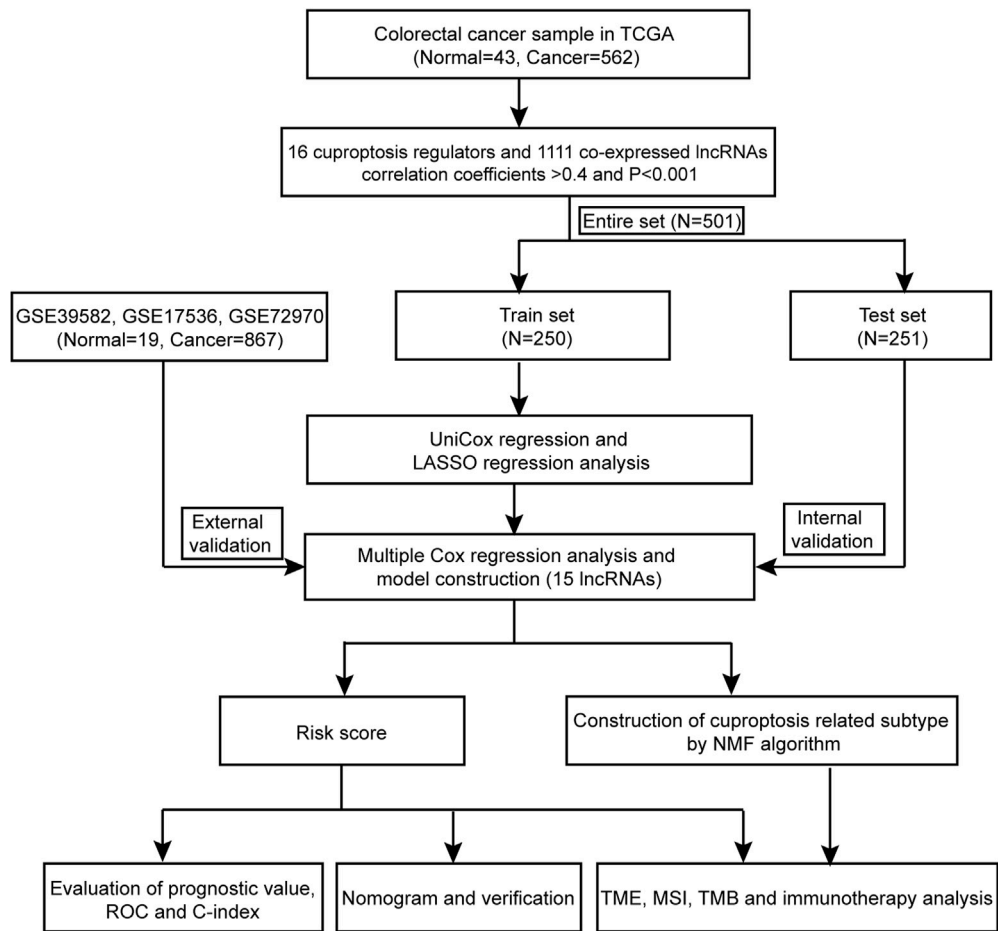 Colorectal cancer sample in TCGA
(Normal=43, Cancer=562)
16 cuproptosis regulators and 1111 co-expressed lncRNAs
correlation coefficients >0.4 and P<0.001
Entire set (N=501)
GSE39582, GSE17536, GSE72970
(Normal=19, Cancer=867)
Train set
(N=250)
Test set
(N=251)
UniCox regression and
LASSO regression analysis
External
validation
Internal
validation
Multiple Cox regression analysis and
model construction (15 lncRNAs)
Risk score
Construction of cuproptosis related subtype
by NMF algorithm
Evaluation of prognostic value,
ROC and C-index
Nomogram and verification
TME, MSI, TMB and immunotherapy analysis